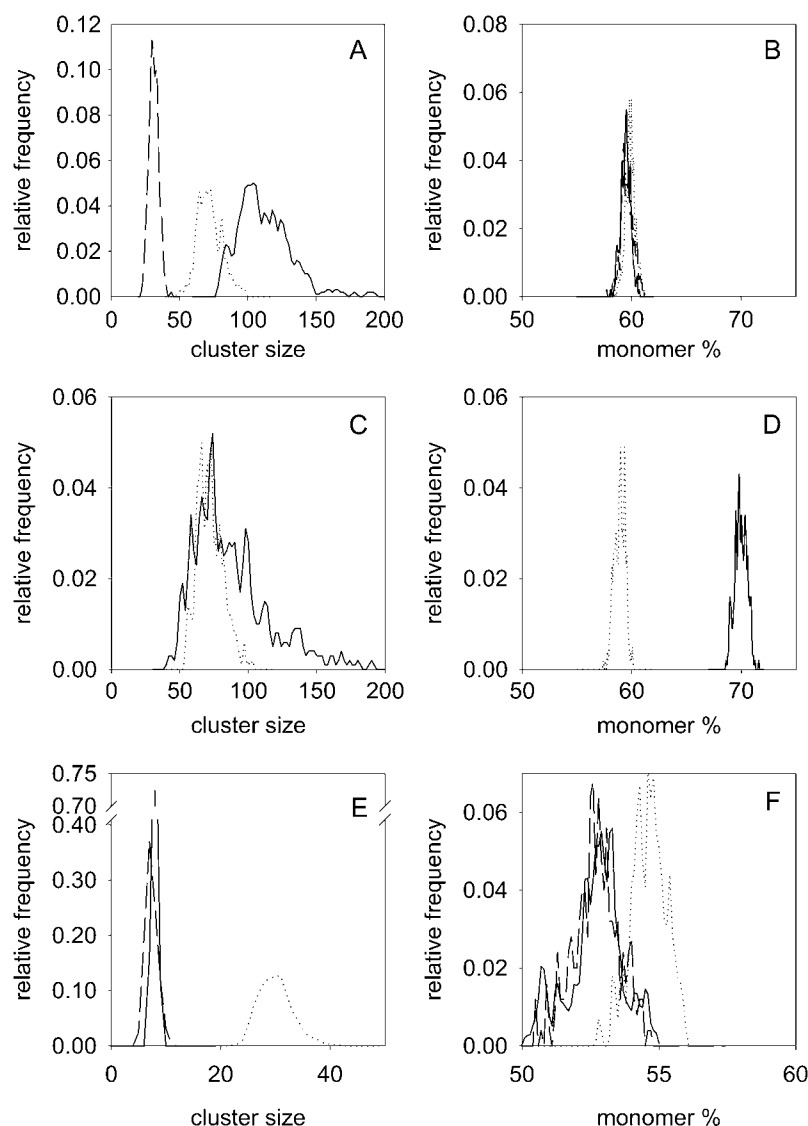 A
relative frequency
0.12
0.10
0.08
0.06
0.04
0.02
0.00
0 50 100 150 200
cluster size
B
relative frequency
0.08
0.06
0.04
0.02
0.00
50 60 70
monomer %
C
relative frequency
0.06
0.04
0.02
0.00
0 50 100 150 200
cluster size
D
relative frequency
0.06
0.04
0.02
0.00
50 60 70
monomer %
E
relative frequency
0.75
0.70
0.40
0.30
0.20
0.10
0.00
0 20 40
cluster size
F
relative frequency
0.06
0.04
0.02
0.00
50 55 60
monomer %